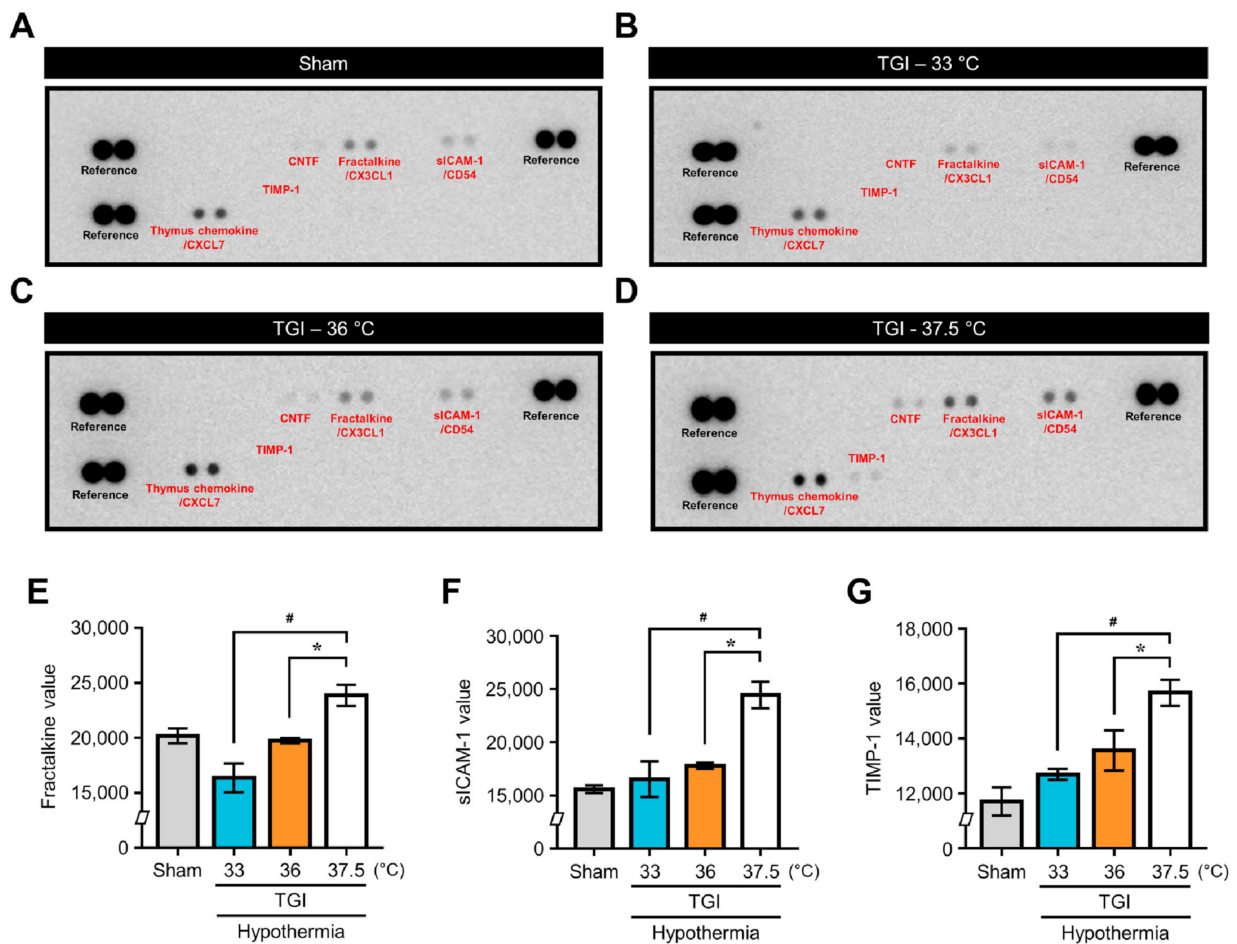 A
Sham
Reference
CNTF
Fractalkine
/CX3CL1
sICAM-1
/CD54
Reference
TIMP-1
Reference
Thymus chemokine
/CXCL7
B
TGI – 33 °C
Reference
CNTF
Fractalkine
/CX3CL1
sICAM-1
/CD54
Reference
TIMP-1
Reference
Thymus chemokine
/CXCL7
C
TGI – 36 °C
Reference
CNTF
Fractalkine
/CX3CL1
sICAM-1
/CD54
Reference
TIMP-1
Reference
Thymus chemokine
/CXCL7
D
TGI - 37.5 °C
Reference
CNTF
Fractalkine
/CX3CL1
sICAM-1
/CD54
Reference
TIMP-1
Reference
Thymus chemokine
/CXCL7
E
Fractalkine value
30,000
25,000
20,000
15,000
0
#
*
Sham 33 36 37.5 (°C)
TGI
Hypothermia
F
sICAM-1 value
30,000
25,000
20,000
15,000
0
#
*
Sham 33 36 37.5 (°C)
TGI
Hypothermia
G
TIMP-1 value
18,000
16,000
14,000
12,000
0
#
*
Sham 33 36 37.5 (°C)
TGI
Hypothermia